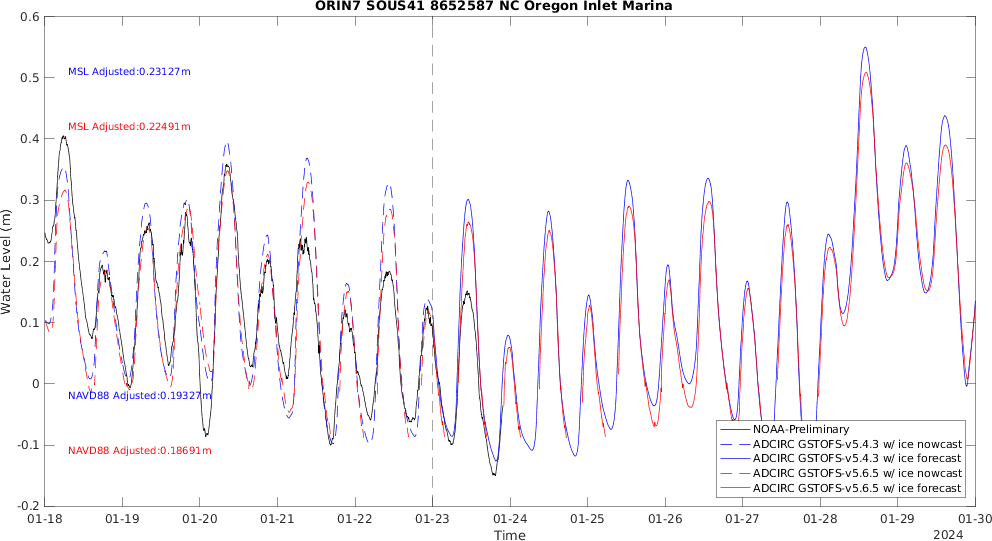 ORIN7 SOUS41 8652587 NC Oregon Inlet Marina
0.6
0.5
0.4
0.3
0.2
0.1
0
-0.1
-0.2
Water Level (m)
MSL Adjusted:0.23127m
MSL Adjusted:0.22491m
NAVD88 Adjusted:0.19327m
NAVD88 Adjusted:0.18691m
NOAA-Preliminary
ADCIRC GSTOFS-v5.4.3 w/ ice nowcast
ADCIRC GSTOFS-v5.4.3 w/ ice forecast
ADCIRC GSTOFS-v5.6.5 w/ ice nowcast
ADCIRC GSTOFS-v5.6.5 w/ ice forecast
01-18 01-19 01-20 01-21 01-22 01-23 01-24 01-25 01-26 01-27 01-28 01-29 01-30
Time
2024